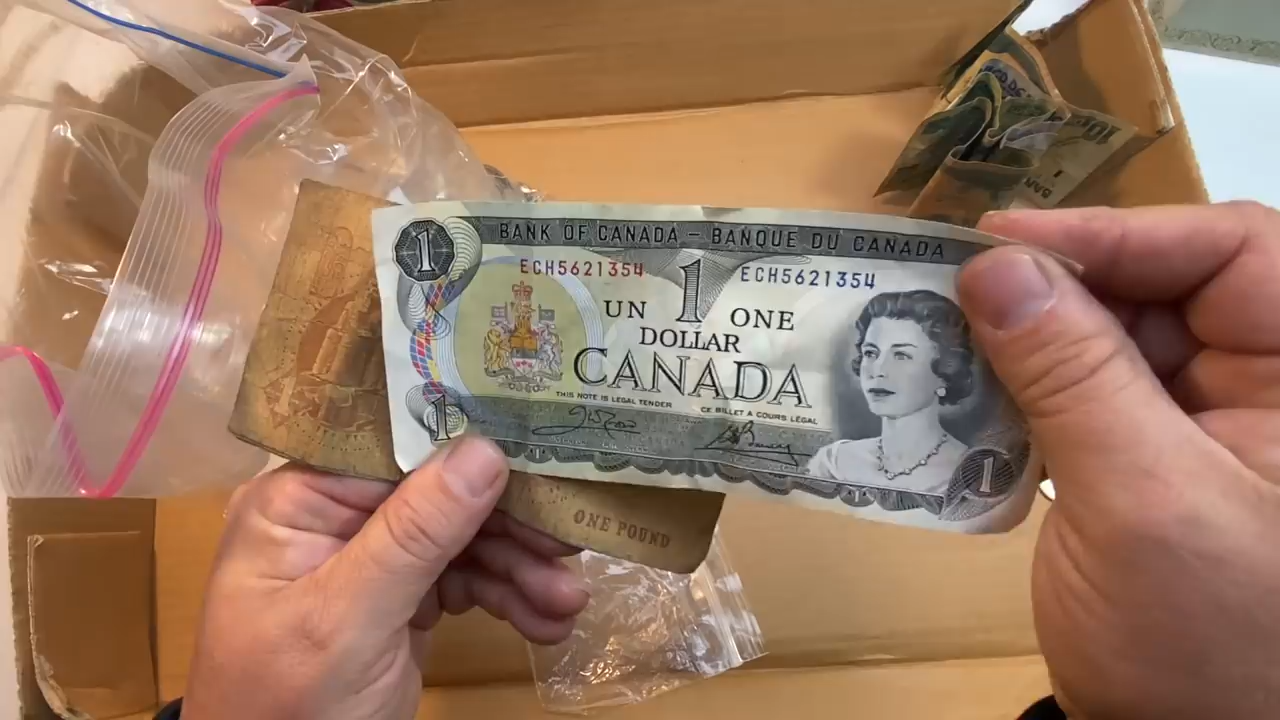 1 BANK OF CANADA – BANQUE DU CANADA
ECH5621354 1 ECH5621354
UN ONE
DOLLAR
CANADA
THIS NOTE IS LEGAL TENDER CE BILLET A COURS LÉGAL
1
1
ONE POUND
10